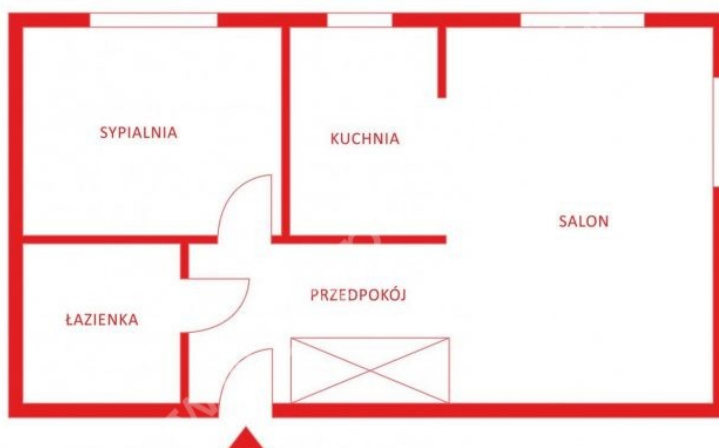 SYPIALNIA
KUCHNIA
SALON
PRZEDPOKÓJ
ŁAZIENKA